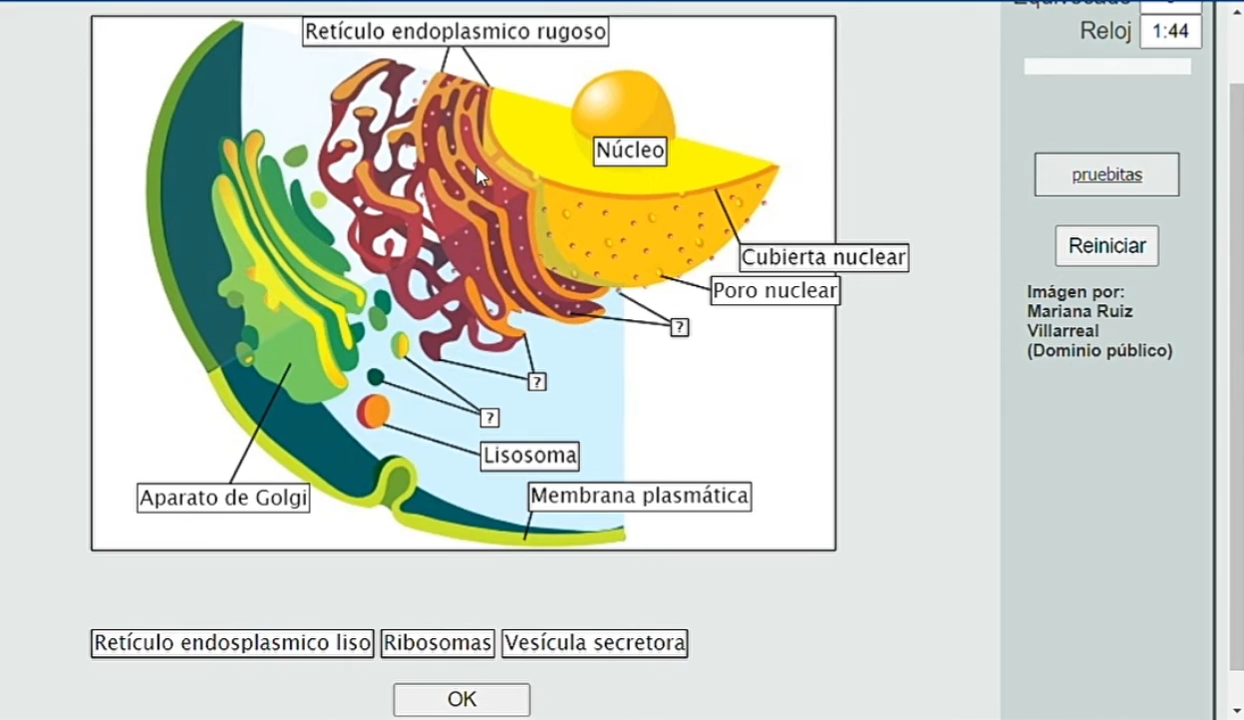 Retículo endoplasmico rugoso
Núcleo
Cubierta nuclear
Poro nuclear
?
?
?
Lisosoma
Membrana plasmática
Aparato de Golgi
Retículo endosplasmico liso
Ribosomas
Vesícula secretora
OK
Reloj
1:44
pruebitas
Reiniciar
Imágen por:
Mariana Ruiz
Villarreal
(Dominio público)